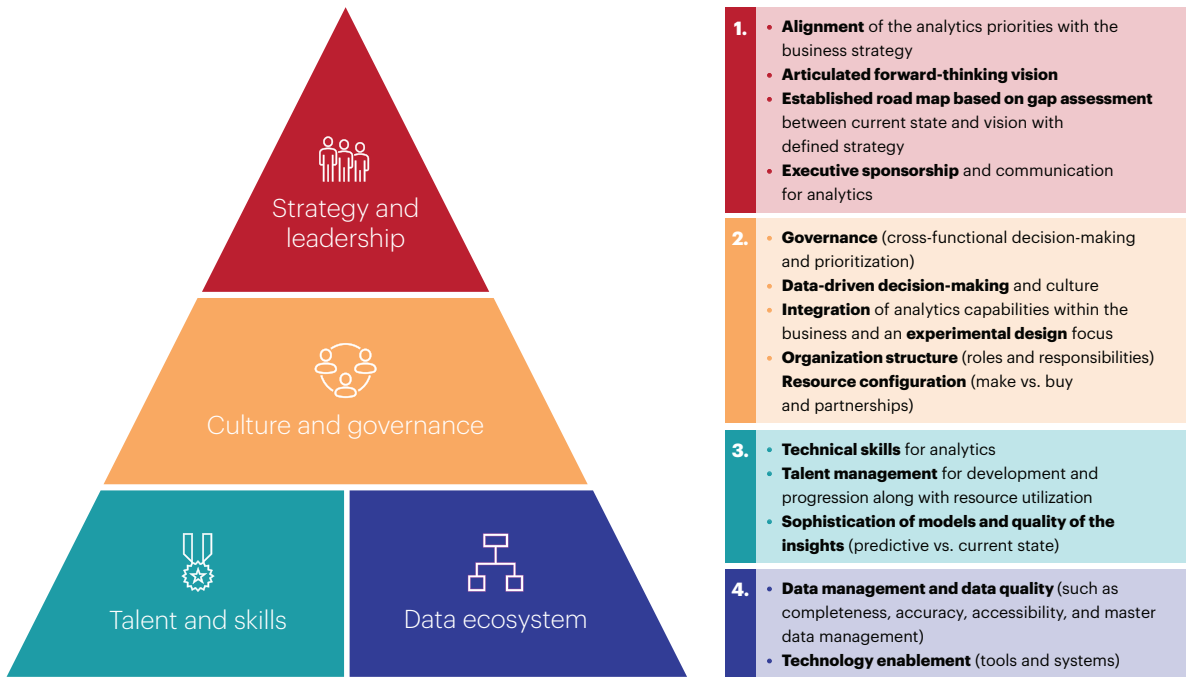 Strategy and
leadership
Culture and governance
Talent and skills
Data ecosystem
1.
• Alignment of the analytics priorities with the
business strategy
• Articulated forward-thinking vision
• Established road map based on gap assessment
between current state and vision with
defined strategy
• Executive sponsorship and communication
for analytics
2.
• Governance (cross-functional decision-making
and prioritization)
• Data-driven decision-making and culture
• Integration of analytics capabilities within the
business and an experimental design focus
• Organization structure (roles and responsibilities)
Resource configuration (make vs. buy
and partnerships)
3.
• Technical skills for analytics
• Talent management for development and
progression along with resource utilization
• Sophistication of models and quality of the
insights (predictive vs. current state)
4.
• Data management and data quality (such as
completeness, accuracy, accessibility, and master
data management)
• Technology enablement (tools and systems)